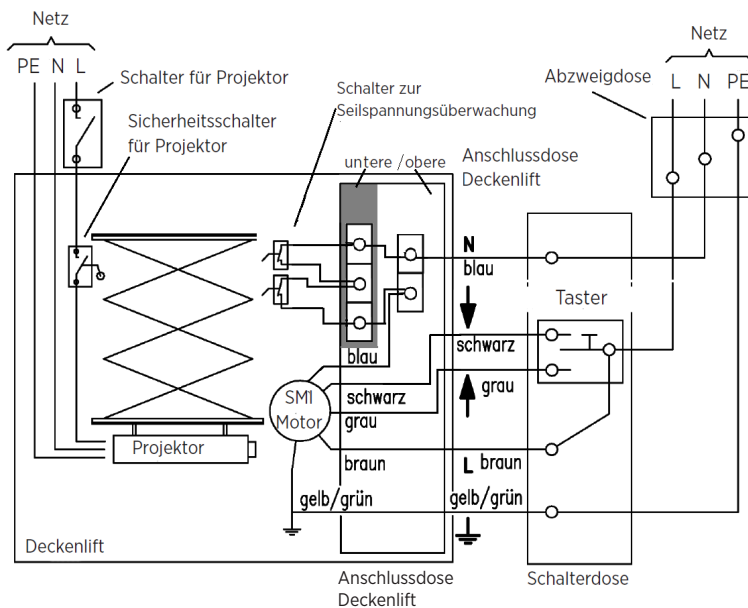 Netz
PE N L
Schalter für Projektor
Sicherheitsschalter
für Projektor
Schalter zur
Seilspannungsüberwachung
untere /obere
Anschlussdose
Deckenlift
Netz
Abzweigdose
L N PE
N
blau
Taster
schwarz
grau
L braun
gelb/grün
blau
schwarz
grau
braun
gelb/grün
SM1
Motor
Projektor
Deckenlift
Anschlussdose
Deckenlift
Schalterdose